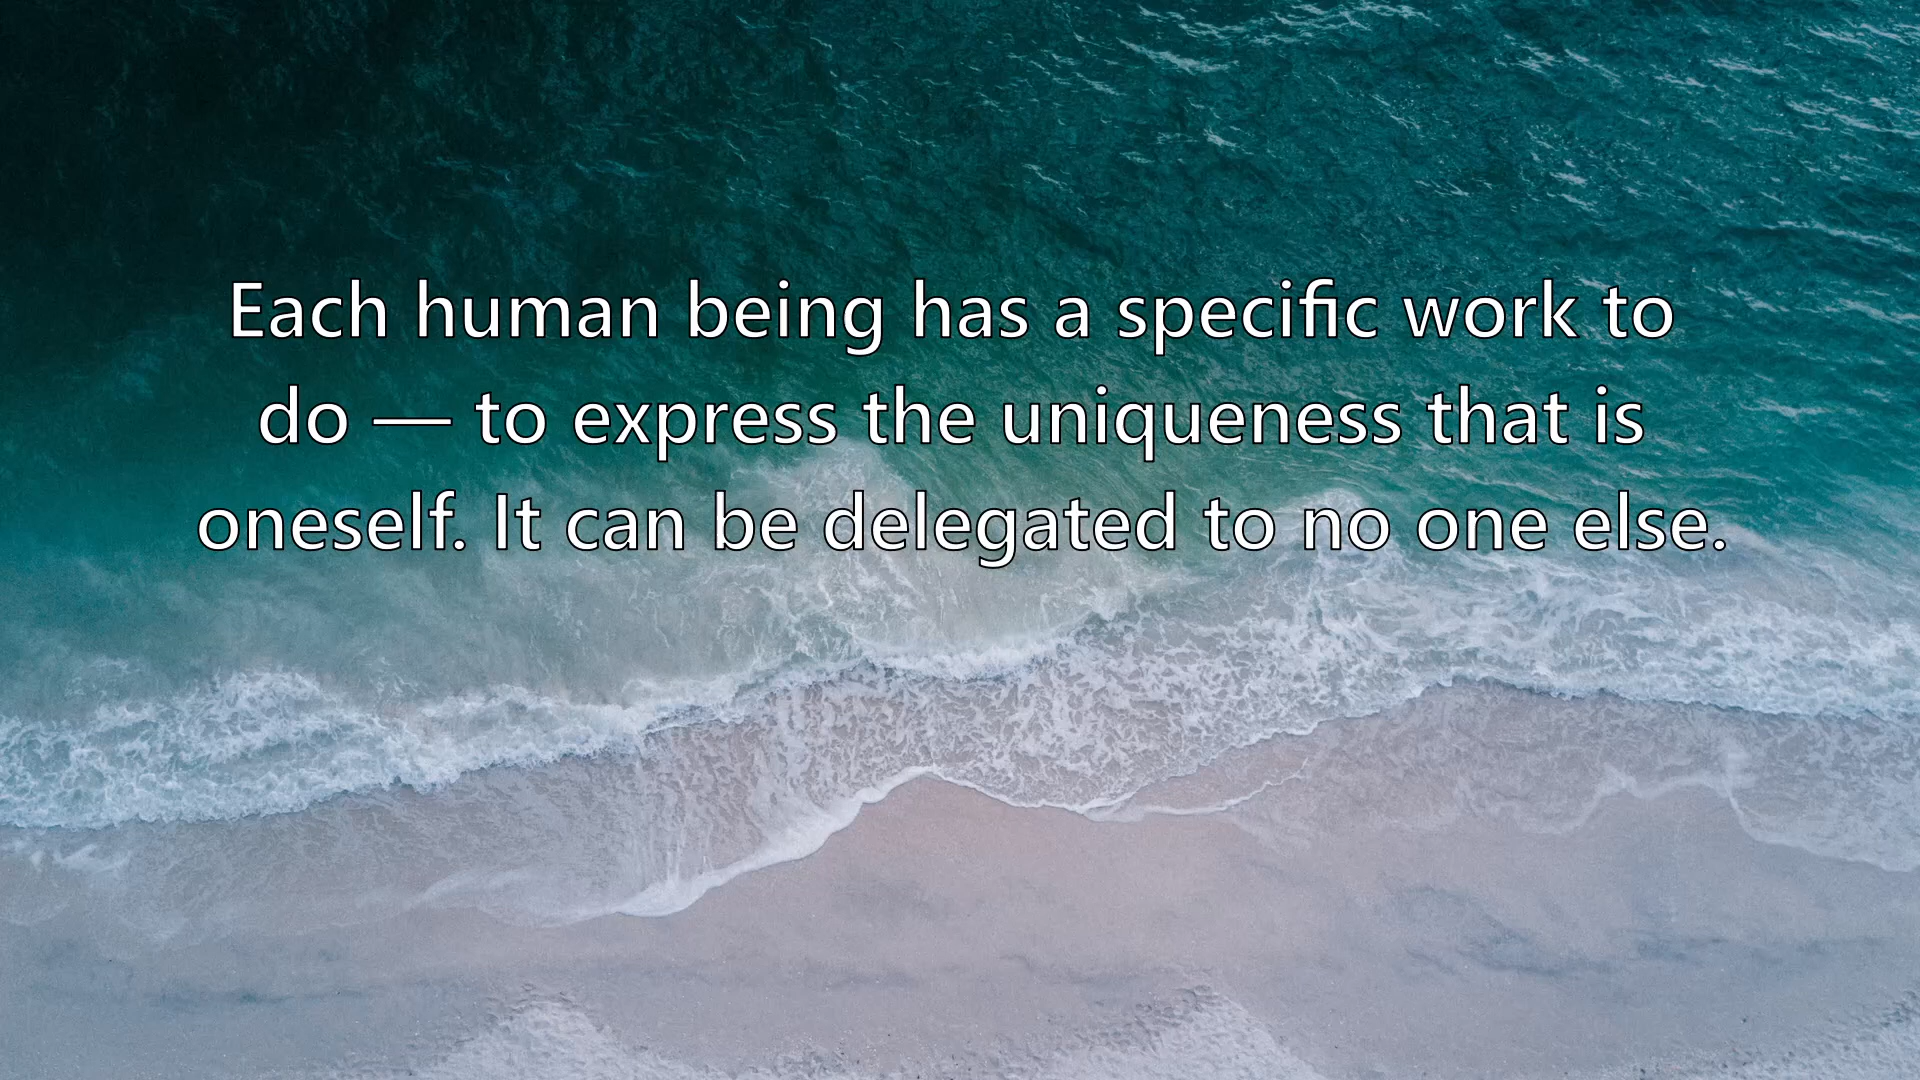 Each human being has a specific work to
do — to express the uniqueness that is
oneself. It can be delegated to no one else.